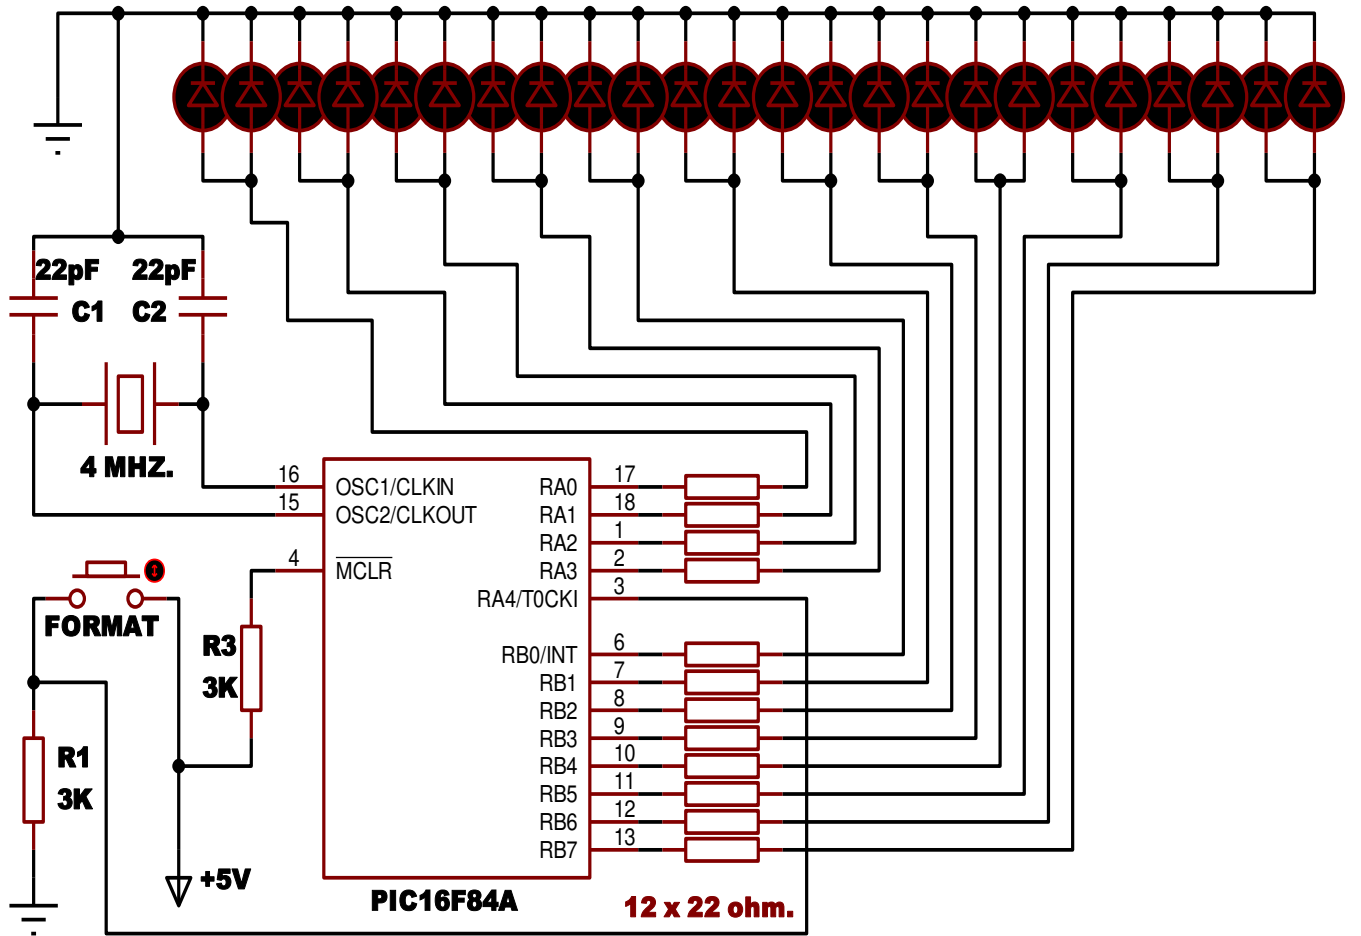 22pF 22pF
C1 C2
4 MHZ.
16 OSC1/CLKIN RA0 17
15 OSC2/CLKOUT RA1 18
RA2 1
4 MCLR RA3 2
RA4/T0CKI 3
FORMAT
R3
3K
RB0/INT 6
RB1 7
RB2 8
RB3 9
R1
3K
RB4 10
RB5 11
RB6 12
RB7 13
+5V
PIC16F84A
12 x 22 ohm.